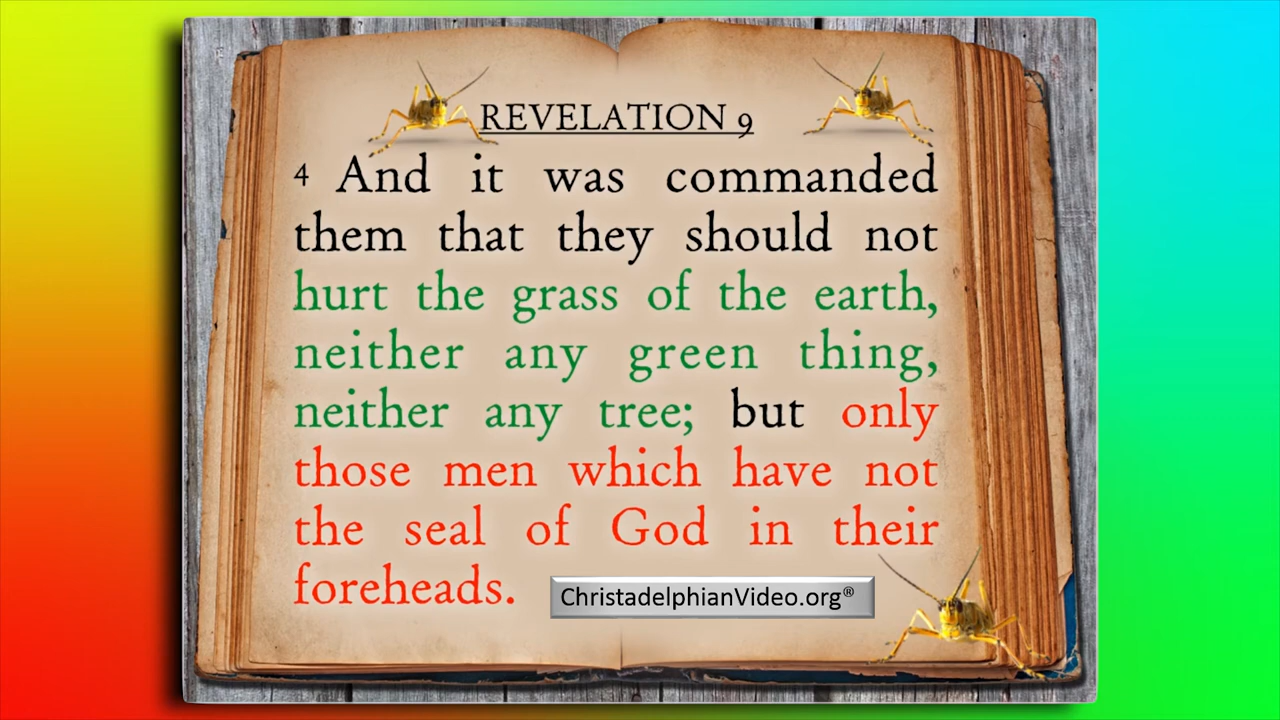 REVELATION 9
4 And it was commanded
them that they should not
hurt the grass of the earth,
neither any green thing,
neither any tree; but only
those men which have not
the seal of God in their
foreheads.
ChristadelphianVideo.org®